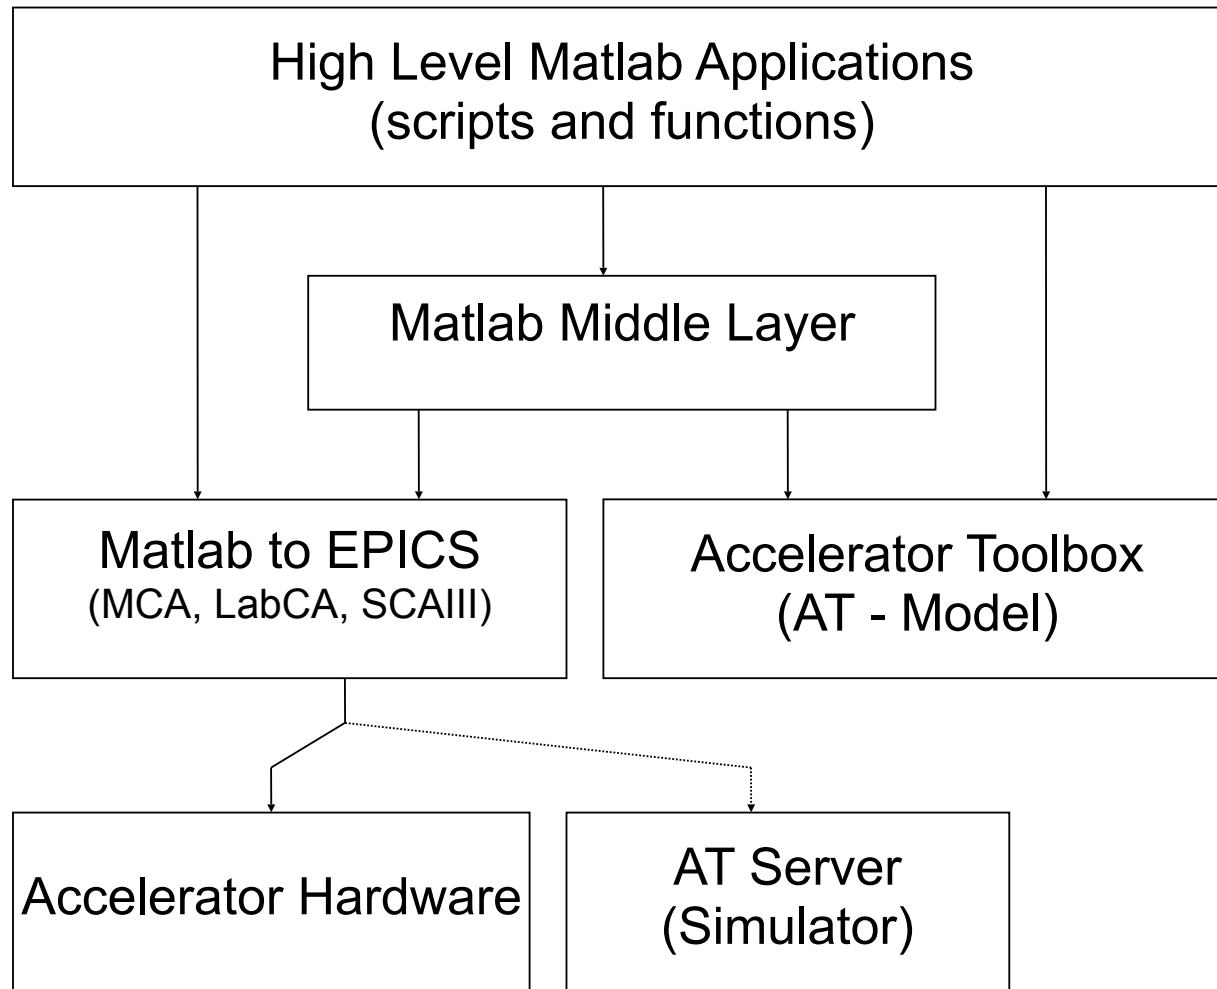 High Level Matlab Applications
(scripts and functions)
Matlab Middle Layer
Matlab to EPICS
(MCA, LabCA, SCAIII)
Accelerator Toolbox
(AT - Model)
Accelerator Hardware
AT Server
(Simulator)